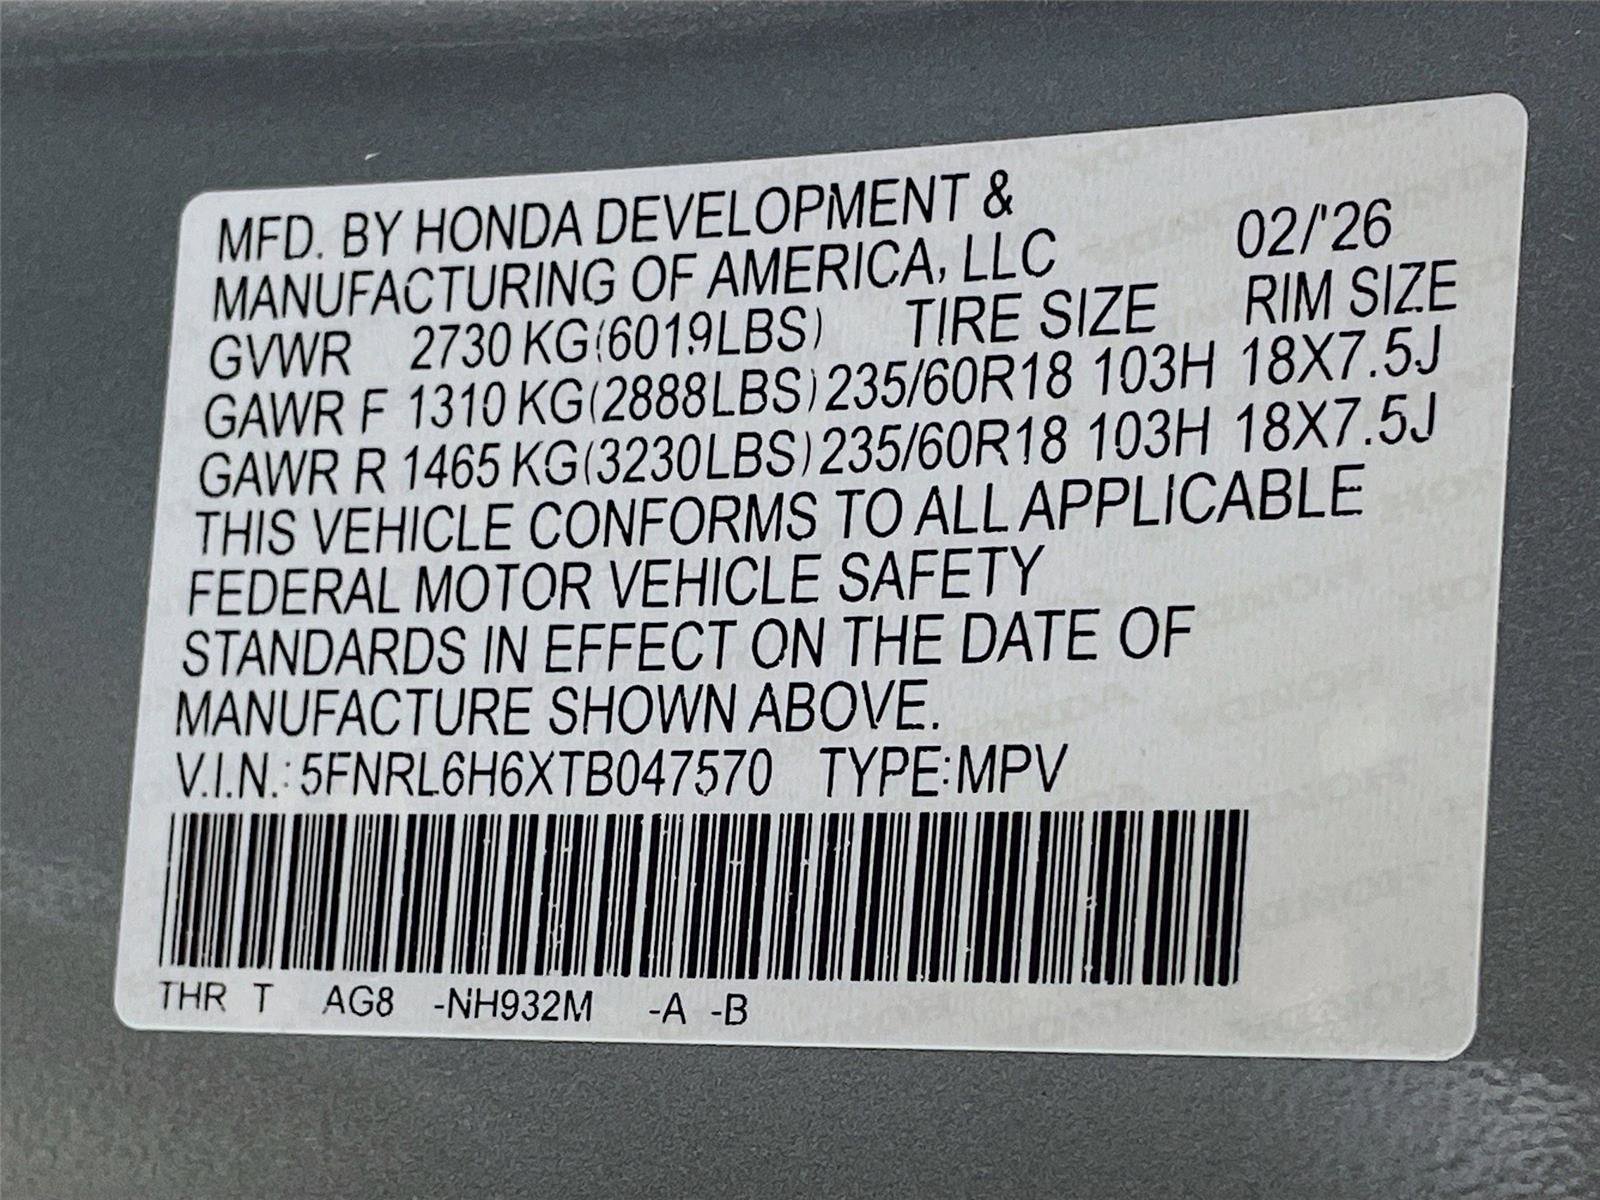 MFD. BY HONDA DEVELOPMENT &
MANUFACTURING OF AMERICA, LLC 02/'26
GVWR 2730 KG(6019LBS) TIRE SIZE RIM SIZE
GAWR F 1310 KG(2888LBS) 235/60R18 103H 18X7.5J
GAWR R 1465 KG(3230LBS) 235/60R18 103H 18X7.5J
THIS VEHICLE CONFORMS TO ALL APPLICABLE
FEDERAL MOTOR VEHICLE SAFETY
STANDARDS IN EFFECT ON THE DATE OF
MANUFACTURE SHOWN ABOVE.
V.I.N.: 5FNRL6H6XTB047570 TYPE:MPV
THR T AG8 -NH932M -A -B